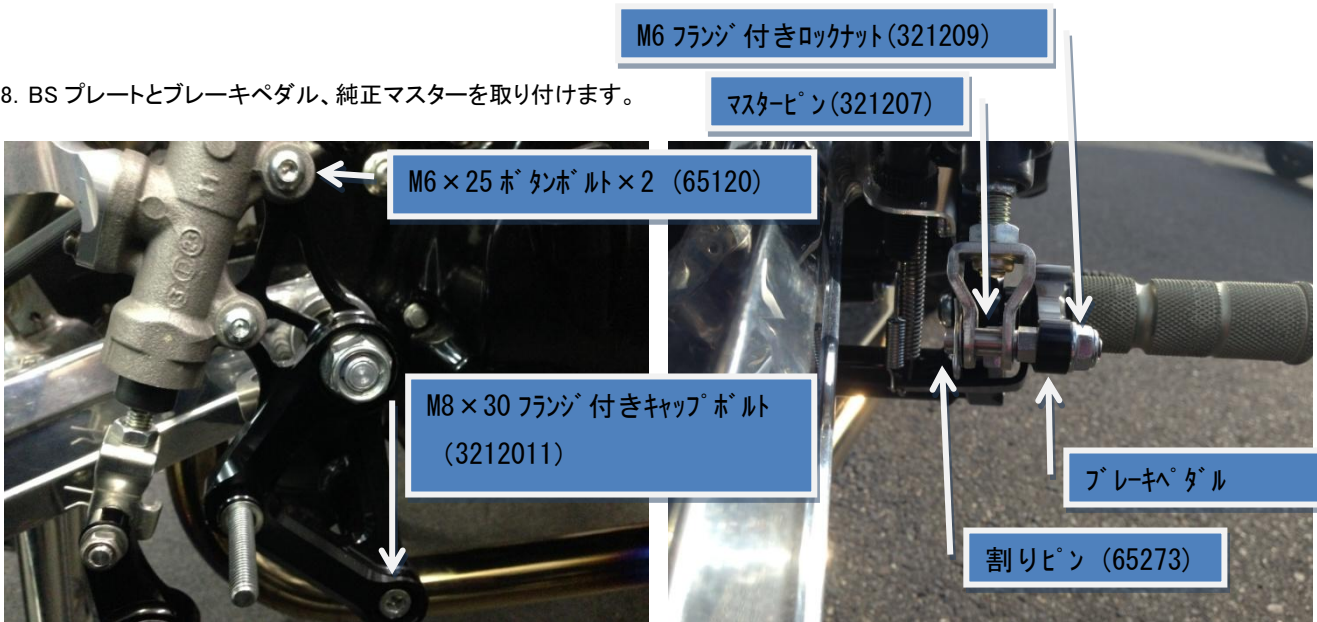 M6 フランジ付きロックナット(321209)
8. BS プレートとブレーキペダル、純正マスターを取り付けます。
マスターピン(321207)
M6×25 ボタンボルト×2 (65120)
M8×30 フランジ付きキャップボルト
(3212011)
ブレーキペダル
割りピン (65273)